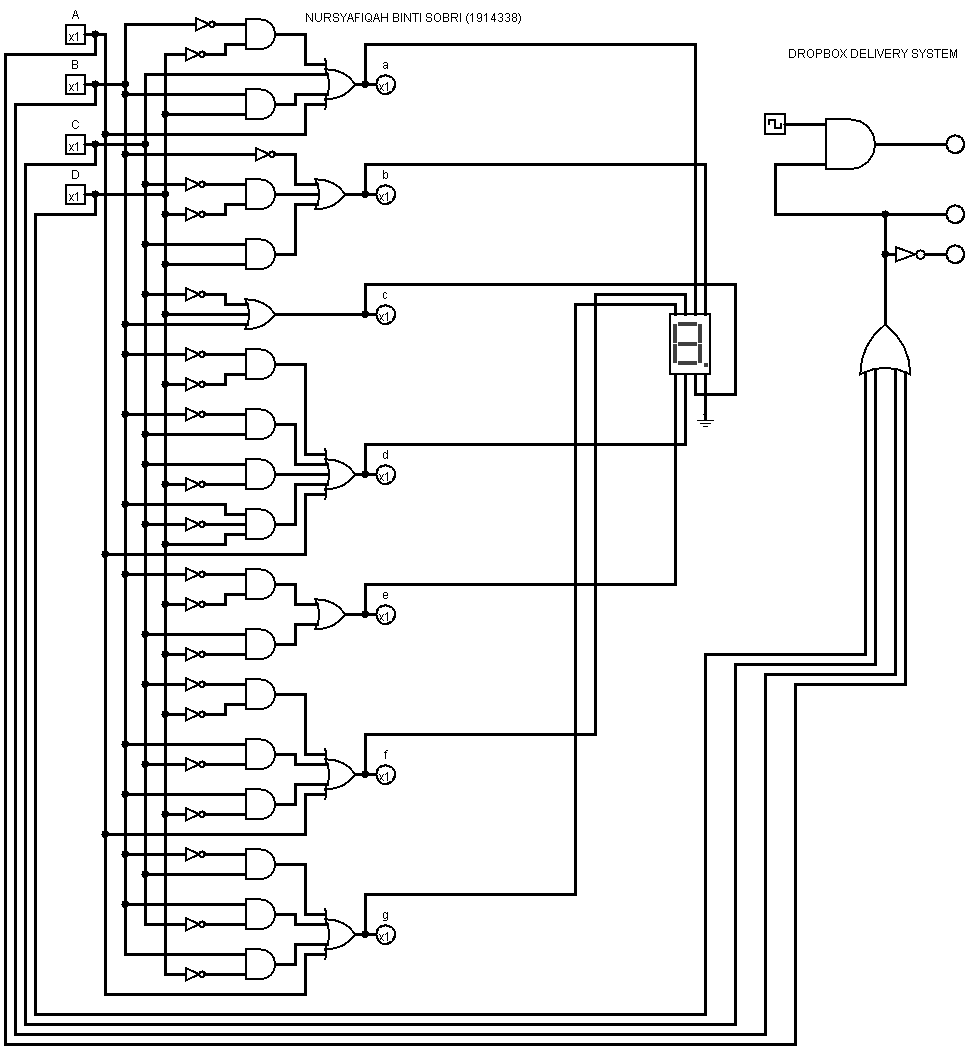 NURSYAFIQAH BINTI SOBRI (1914338)
DROPBOX DELIVERY SYSTEM
A
x1
B
x1
C
x1
D
x1
a
x1
b
x1
c
x1
d
x1
e
x1
f
x1
g
x1